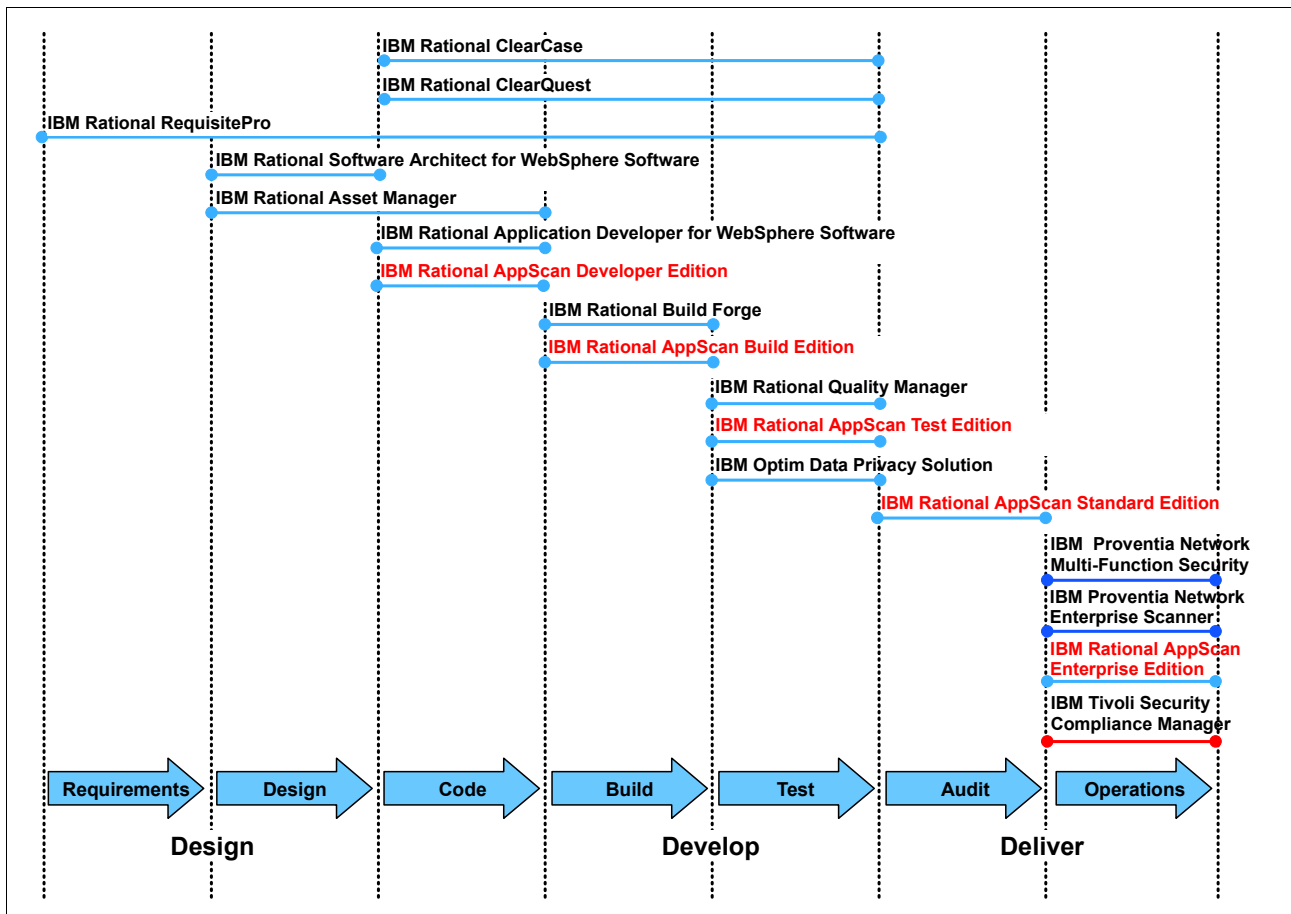 IBM Rational ClearCase
IBM Rational ClearQuest
IBM Rational RequisitePro
IBM Rational Software Architect for WebSphere Software
IBM Rational Asset Manager
IBM Rational Application Developer for WebSphere Software
IBM Rational AppScan Developer Edition
IBM Rational Build Forge
IBM Rational AppScan Build Edition
IBM Rational Quality Manager
IBM Rational AppScan Test Edition
IBM Optim Data Privacy Solution
IBM Rational AppScan Standard Edition
IBM Proventia Network
Multi-Function Security
IBM Proventia Network
Enterprise Scanner
IBM Rational AppScan
Enterprise Edition
IBM Tivoli Security
Compliance Manager
Requirements
Design
Code
Build
Test
Audit
Operations
Design
Develop
Deliver